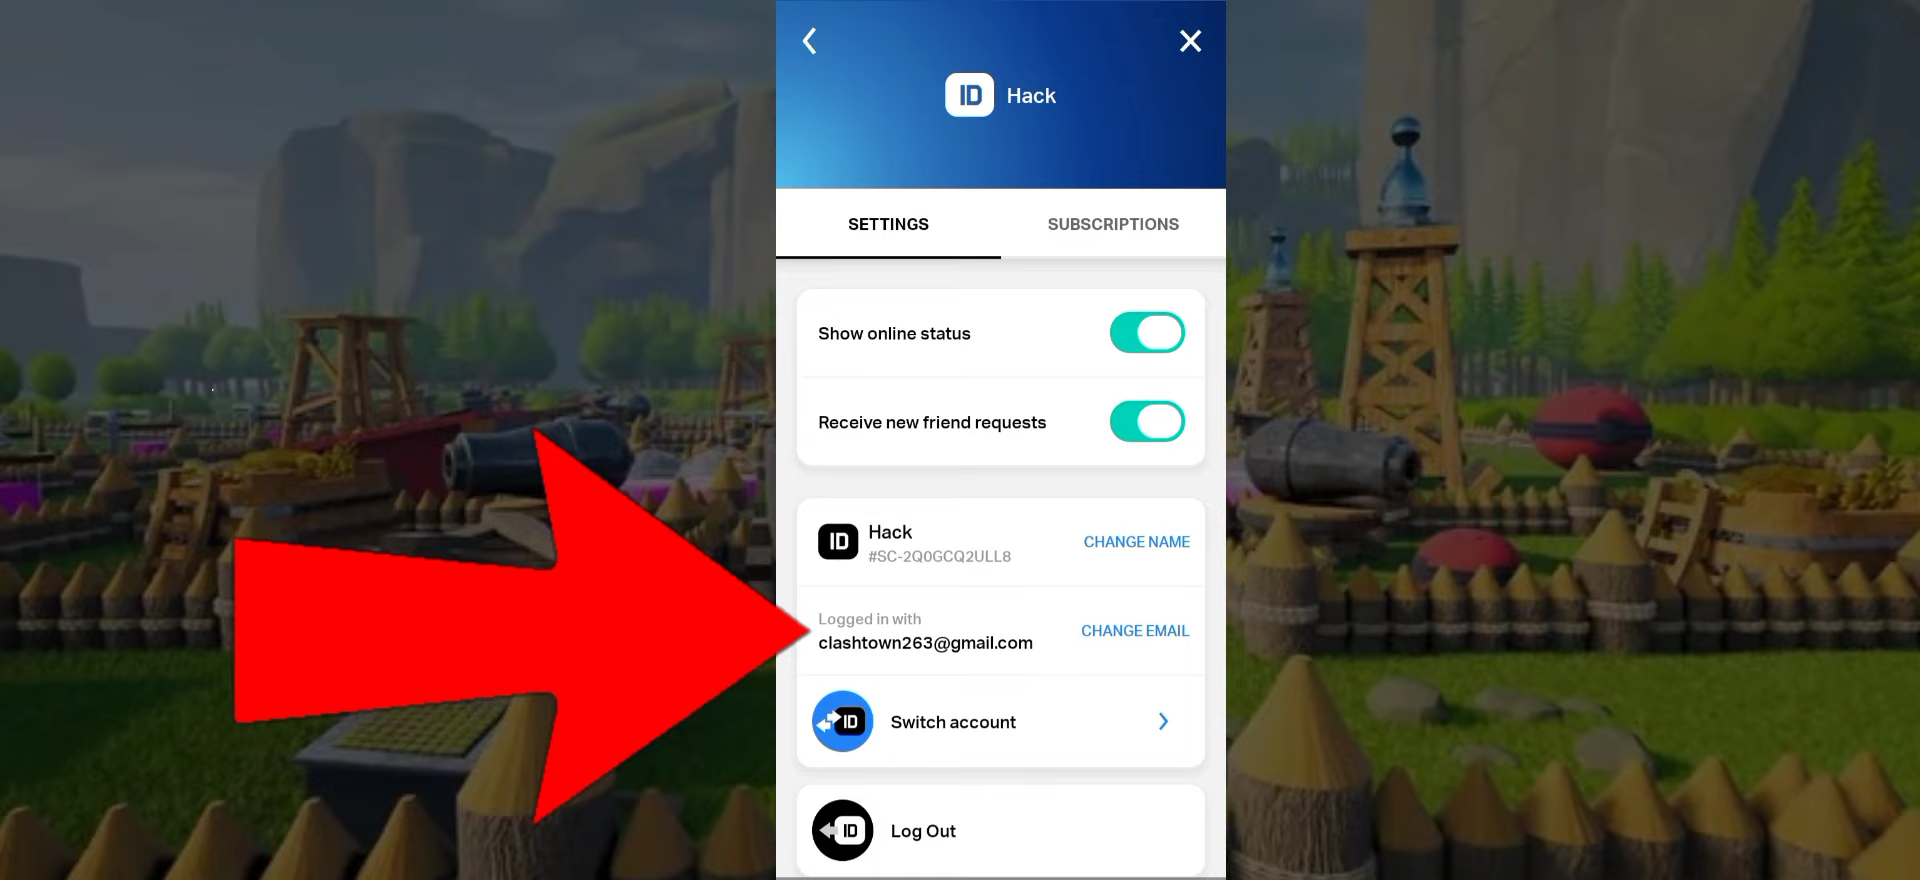 ID Hack
SETTINGS
SUBSCRIPTIONS
Show online status
Receive new friend requests
ID Hack
#SC-2Q0GCQ2ULL8
CHANGE NAME
Logged in with
clashtown263@gmail.com
CHANGE EMAIL
ID Switch account
ID Log Out